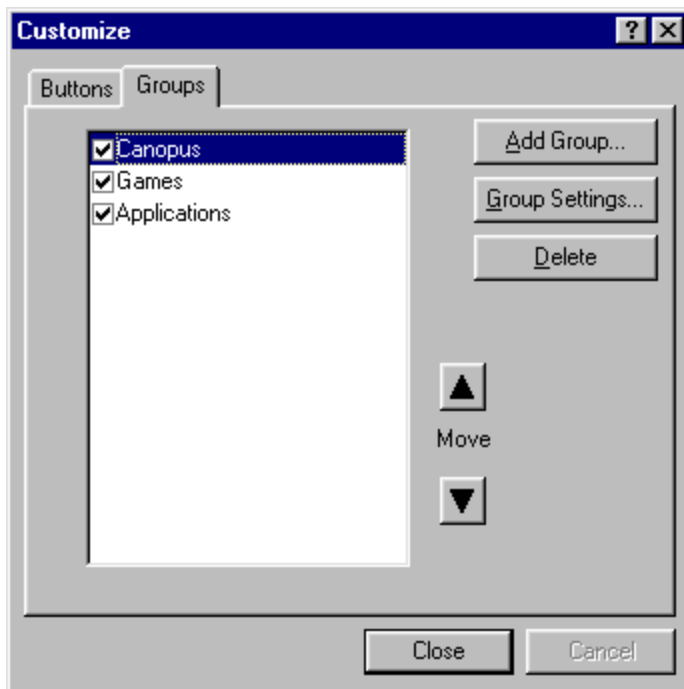 Customize
Buttons
Groups
Canopus
Games
Applications
Add Group...
Group Settings...
Delete
Move
Close
Cancel